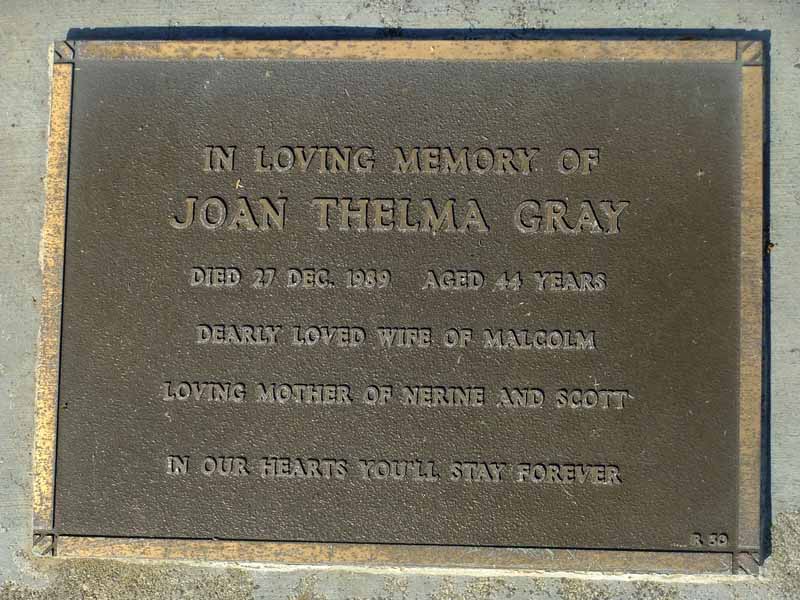 IN LOVING MEMORY OF
JOAN THELMA GRAY
DIED 27 DEC. 1989 AGED 44 YEARS
DEARLY LOVED WIFE OF MALCOLM
LOVING MOTHER OF NERINE AND SCOTT
IN OUR HEARTS YOU'LL STAY FOREVER
R 59